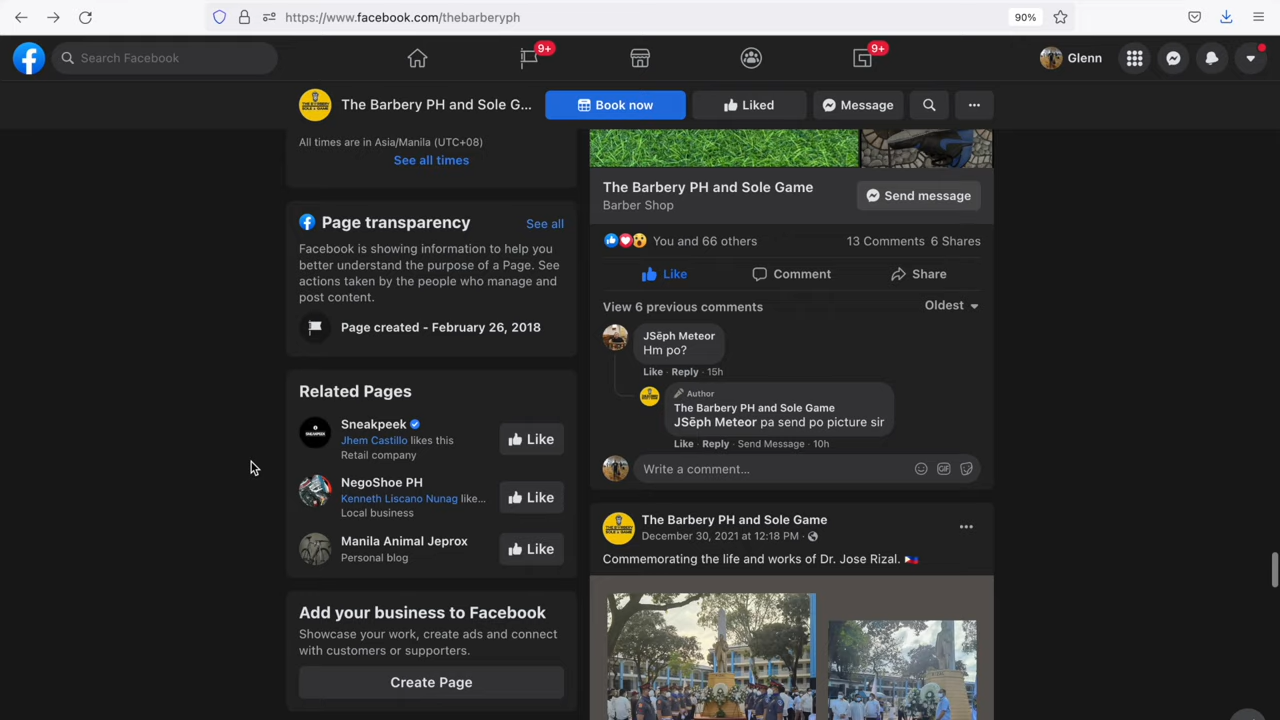 https://www.facebook.com/thebarberyph
90%
Search Facebook
9+
9+
Glenn
The Barbery PH and Sole G...
Book now
Liked
Message
All times are in Asia/Manila (UTC+08)
See all times
Page transparency
See all
Facebook is showing information to help you
better understand the purpose of a Page. See
actions taken by the people who manage and
post content.
Page created - February 26, 2018
Related Pages
Sneakpeek
Jhem Castillo likes this
Retail company
Like
NegoShoe PH
Kenneth Liscano Nunag like...
Local business
Like
Manila Animal Jeprox
Personal blog
Like
Add your business to Facebook
Showcase your work, create ads and connect
with customers or supporters.
Create Page
The Barbery PH and Sole Game
Barber Shop
Send message
You and 66 others
13 Comments 6 Shares
Like
Comment
Share
View 6 previous comments
Oldest
JSēph Meteor
Hm po?
Like · Reply · 15h
Author
The Barbery PH and Sole Game
JSēph Meteor pa send po picture sir
Like · Reply · Send Message · 10h
Write a comment...
GIF
The Barbery PH and Sole Game
December 30, 2021 at 12:18 PM ·
Commemorating the life and works of Dr. Jose Rizal. 🇵🇭